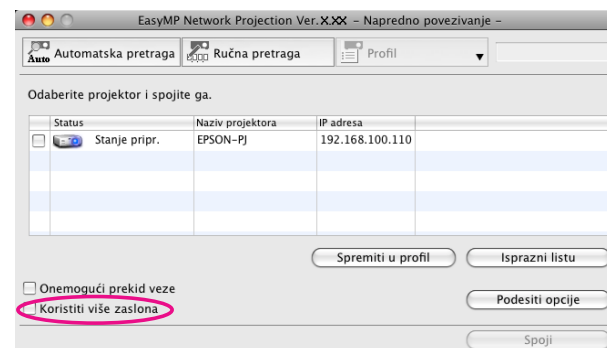 EasyMP Network Projection Ver.X.XX – Napredno povezivanje –
Auto Automatska pretraga Ručna pretraga Profil
Odaberite projektor i spojite ga.
Status Naziv projektora IP adresa
Stanje pripr. EPSON-PJ 192.168.100.110
Spremiti u profil Isprazni listu
Onemogući prekid veze
Koristiti više zaslona
Podesiti opcije
Spoji